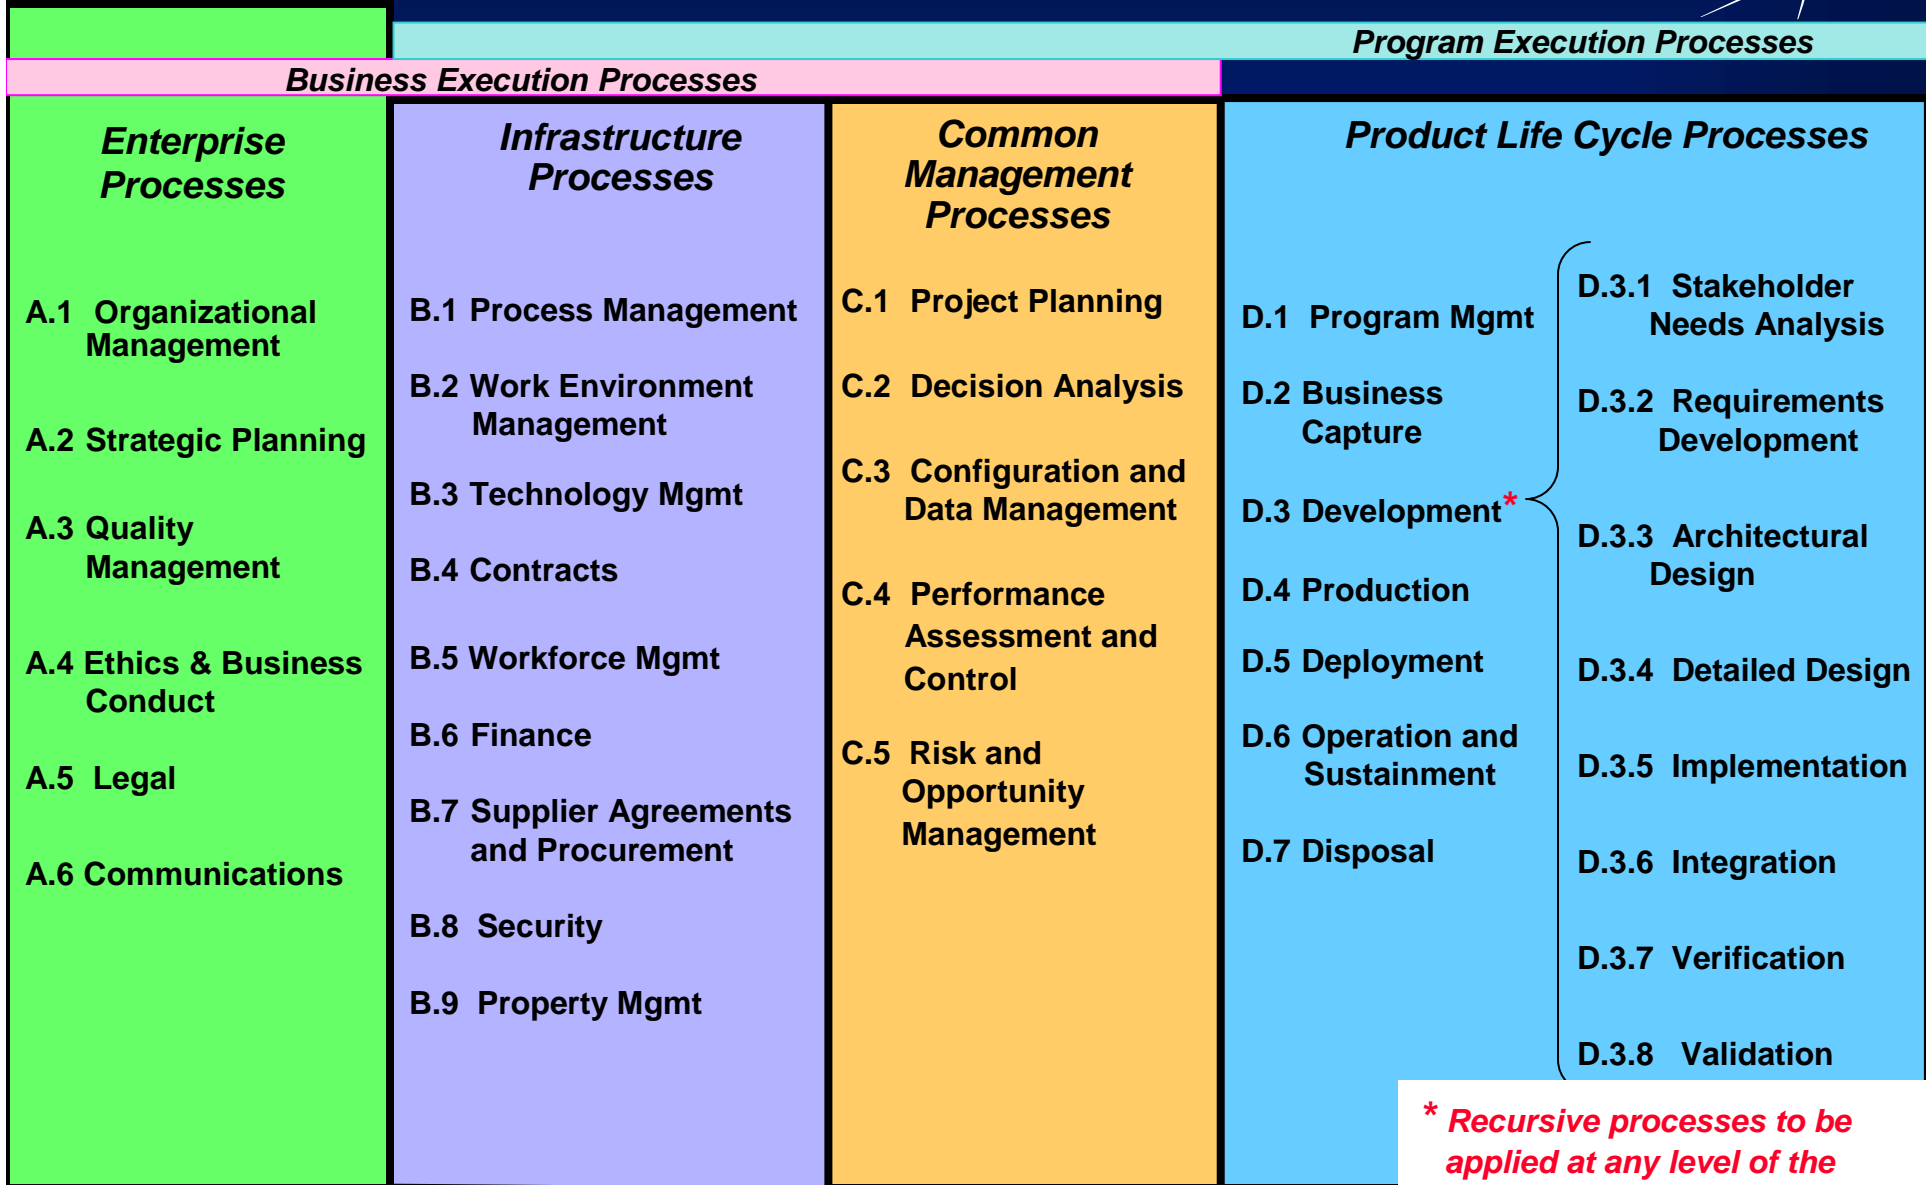 Program Execution Processes
Business Execution Processes
Enterprise
Processes
A.1 Organizational
Management
A.2 Strategic Planning
A.3 Quality
Management
A.4 Ethics & Business
Conduct
A.5 Legal
A.6 Communications
Infrastructure
Processes
B.1 Process Management
B.2 Work Environment
Management
B.3 Technology Mgmt
B.4 Contracts
B.5 Workforce Mgmt
B.6 Finance
B.7 Supplier Agreements
and Procurement
B.8 Security
B.9 Property Mgmt
Common
Management
Processes
C.1 Project Planning
C.2 Decision Analysis
C.3 Configuration and
Data Management
C.4 Performance
Assessment and
Control
C.5 Risk and
Opportunity
Management
Product Life Cycle Processes
D.1 Program Mgmt
D.2 Business
Capture
D.3 Development*
D.4 Production
D.5 Deployment
D.6 Operation and
Sustainment
D.7 Disposal
D.3.1 Stakeholder
Needs Analysis
D.3.2 Requirements
Development
D.3.3 Architectural
Design
D.3.4 Detailed Design
D.3.5 Implementation
D.3.6 Integration
D.3.7 Verification
D.3.8 Validation
* Recursive processes to be
applied at any level of the